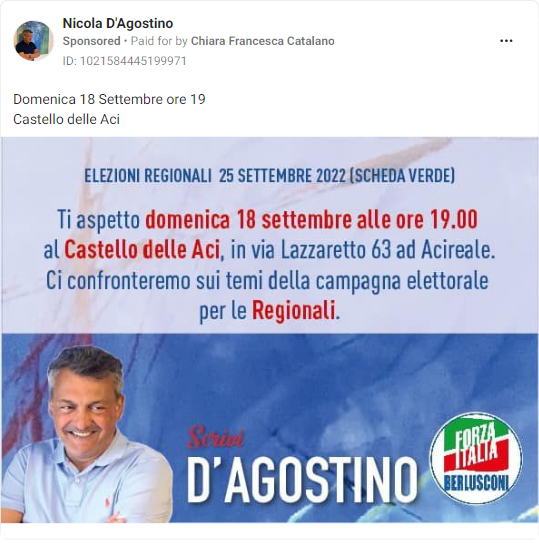 Nicola D'Agostino
Sponsored • Paid for by Chiara Francesca Catalano
ID: 1021584445199971
Domenica 18 Settembre ore 19
Castello delle Aci
ELEZIONI REGIONALI 25 SETTEMBRE 2022 (SCHEDA VERDE)
Ti aspetto domenica 18 settembre alle ore 19.00
al Castello delle Aci, in via Lazzaretto 63 ad Acireale.
Ci confronteremo sui temi della campagna elettorale
per le Regionali.
Scrivi
D'AGOSTINO
FORZA
ITALIA
BERLUSCONI